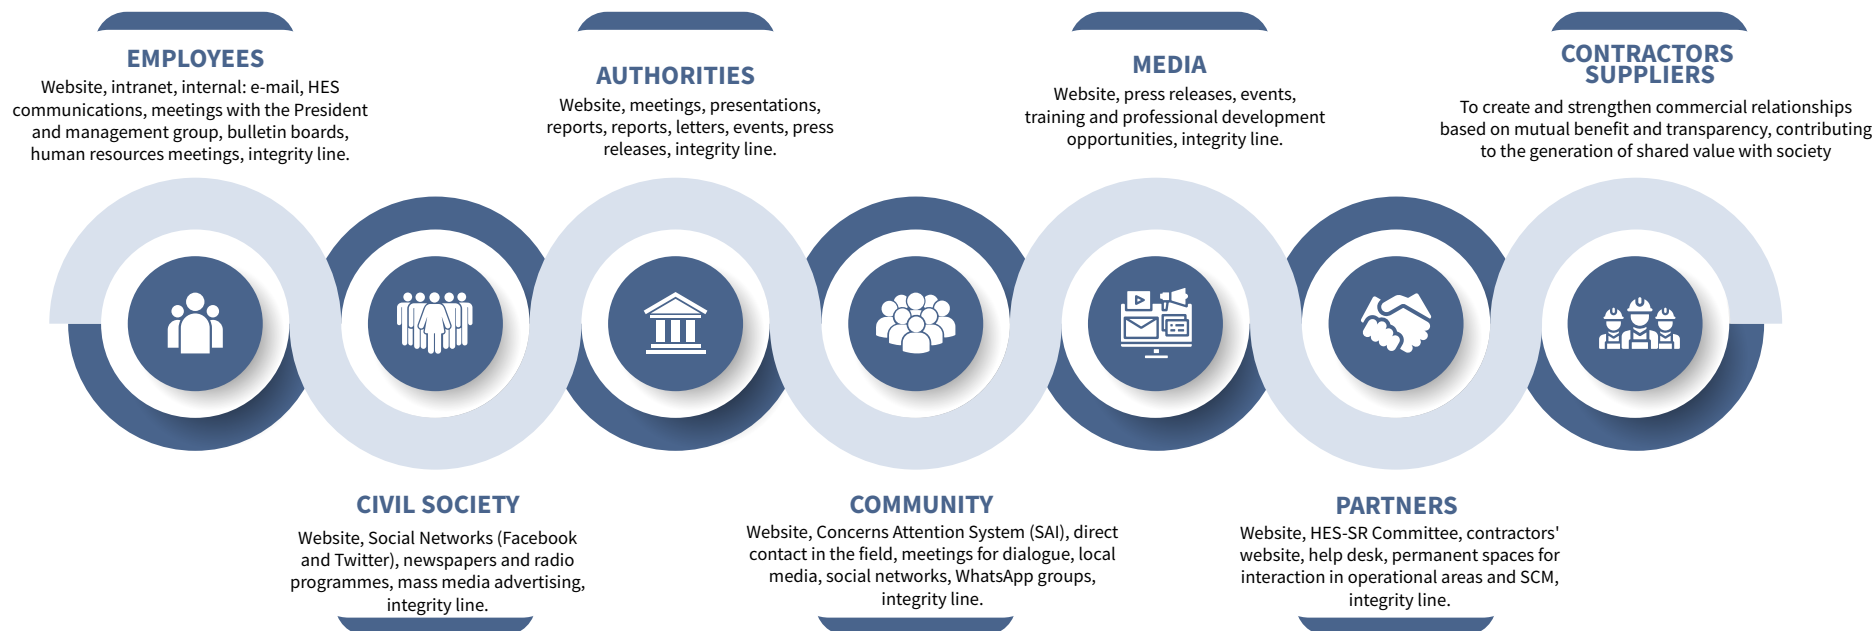 EMPLOYEES
Website, intranet, internal: e-mail, HES
communications, meetings with the President
and management group, bulletin boards,
human resources meetings, integrity line.
AUTHORITIES
Website, meetings, presentations,
reports, reports, letters, events, press
releases, integrity line.
MEDIA
Website, press releases, events,
training and professional development
opportunities, integrity line.
CONTRACTORS
SUPPLIERS
To create and strengthen commercial relationships
based on mutual benefit and transparency, contributing
to the generation of shared value with society
CIVIL SOCIETY
Website, Social Networks (Facebook
and Twitter), newspapers and radio
programmes, mass media advertising,
integrity line.
COMMUNITY
Website, Concerns Attention System (SAI), direct
contact in the field, meetings for dialogue, local
media, social networks, WhatsApp groups,
integrity line.
PARTNERS
Website, HES-SR Committee, contractors'
website, help desk, permanent spaces for
interaction in operational areas and SCM,
integrity line.